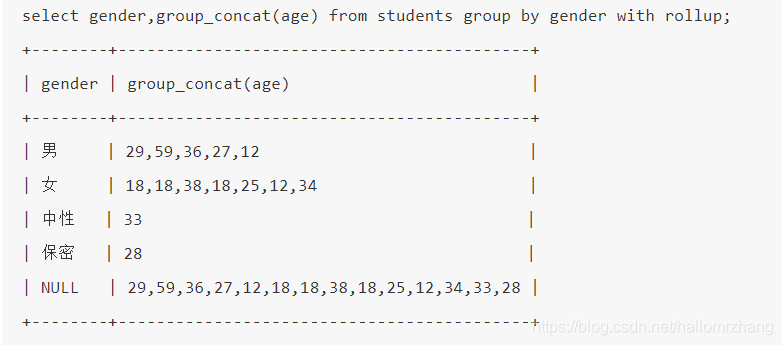 select gender,group_concat(age) from students group by gender with rollup;
+--------+-------------------------------------------+
| gender | group_concat(age) |
+--------+-------------------------------------------+
| 男 | 29,59,36,27,12 |
| 女 | 18,18,38,18,25,12,34 |
| 中性 | 33 |
| 保密 | 28 |
| NULL | 29,59,36,27,12,18,18,38,18,25,12,34,33,28 |
+--------+-------------------------------------------+
https://blog.csdn.net/hallomrzhang